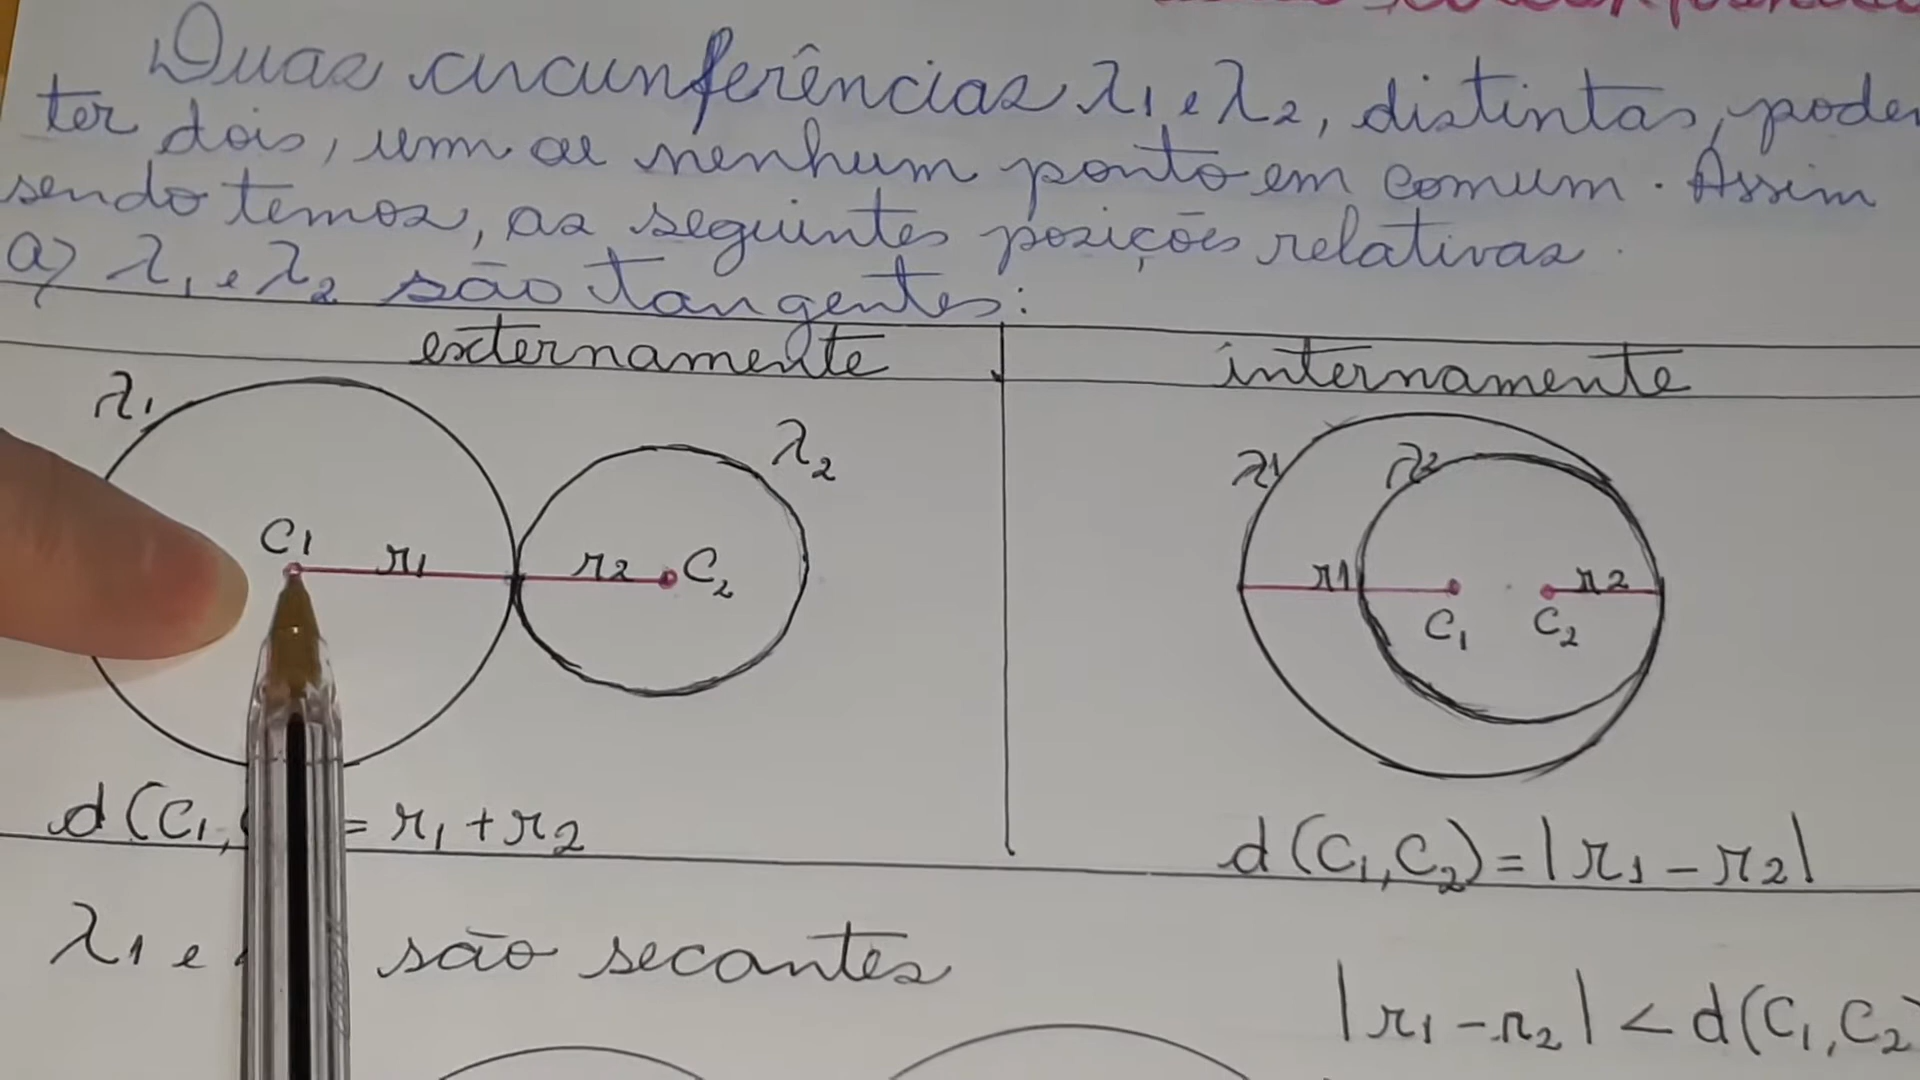 Duas circunferências λ1 e λ2, distintas, podem
ter dois, um ou nenhum ponto em comum. Assim
sendo temos, as seguintes posições relativas.
a) λ1 e λ2 são tangentes:
externamente
internamente
λ1
λ2
C1
r1
r2
C2
d(C1, = r1 + r2
λ1
λ2
r1
C1
C2
r2
d(C1,C2) = |r1 - r2|
λ1 e são secantes
|r1 - r2| < d(C1,C2)